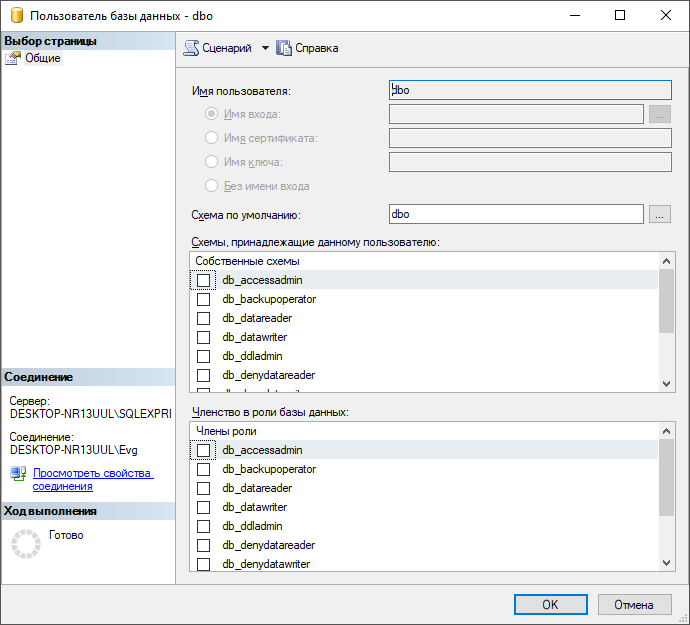 Пользователь базы данных - dbo
Выбор страницы
Общие
Сценарий
Справка
Имя пользователя:
dbo
Имя входа:
...
Имя сертификата:
Имя ключа:
Без имени входа
Схема по умолчанию:
dbo
...
Схемы, принадлежащие данному пользователю:
Собственные схемы
db_accessadmin
db_backupoperator
db_datareader
db_datawriter
db_ddladmin
db_denydatareader
Членство в роли базы данных:
Члены роли
db_accessadmin
db_backupoperator
db_datareader
db_datawriter
db_ddladmin
db_denydatareader
db_denydatawriter
Соединение
Сервер:
DESKTOP-NR13UUL\SQLEXPRE
Соединение:
DESKTOP-NR13UUL\Evg
Просмотреть свойства
соединения
Ход выполнения
Готово
OK
Отмена